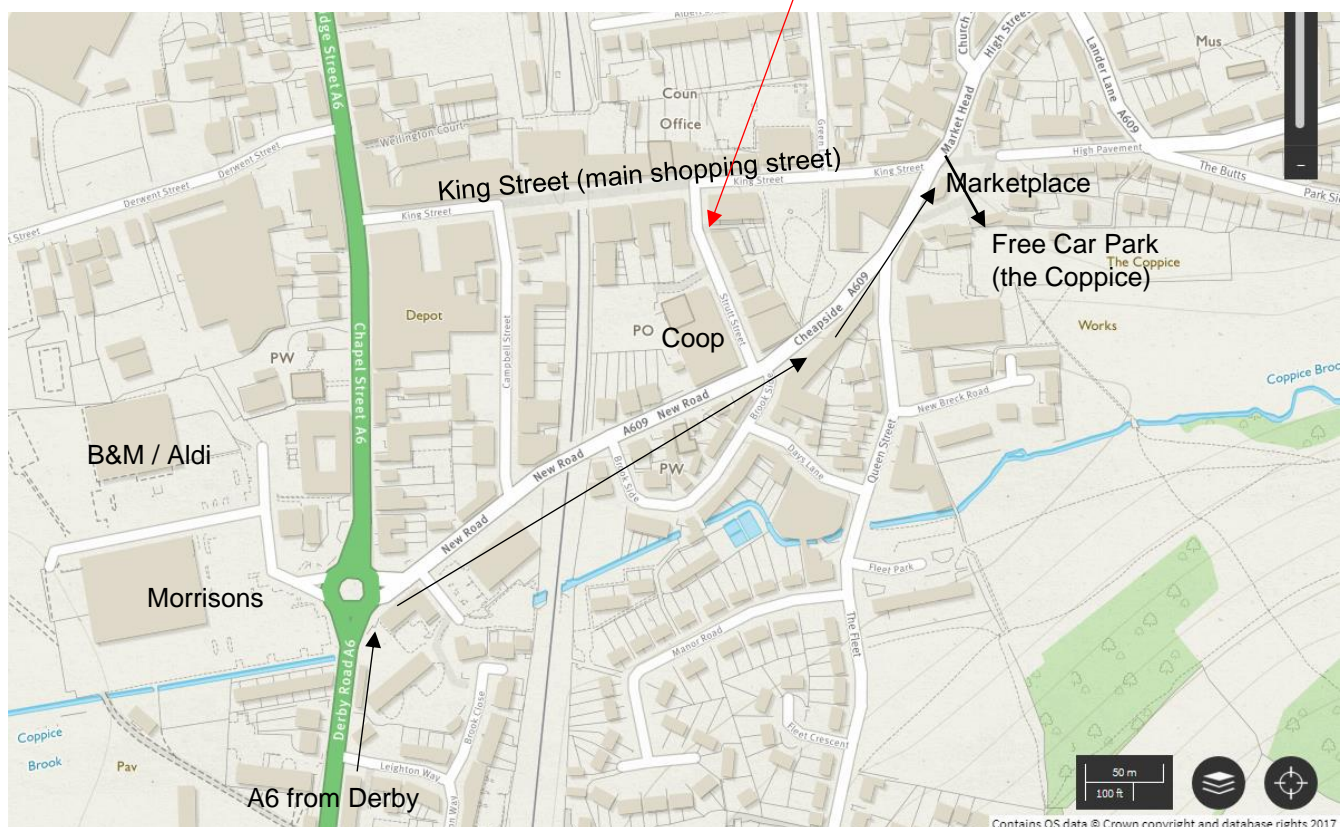 Church
High Street
Lander Lane
A609
Mus
Coun
Office
Green
Market Head
Wellington Court
Derwent Street
Derwent Street
King Street (main shopping street)
King Street
King Street
King Street
High Pavement
The Butts
Park
Marketplace
Free Car Park
(the Coppice)
The Coppice
Works
Depot
Campbell Street
PO
Coop
Strutt Street
Cheapside A609
Chapel Street A6
PW
New Road
A609 New Road
Brook Side
New Breck Road
Coppice Brook
B&M / Aldi
New Road
PW
Brook Side
Days Lane
Queen Street
New Road
Fleet Park
Morrisons
Manor Road
The Fleet
Derby Road A6
Brook Close
Fleet Crescent
Coppice
Brook
Pav
Leighton Way
A6 from Derby
50 m
100 ft
Contains OS data © Crown copyright and database rights 2017